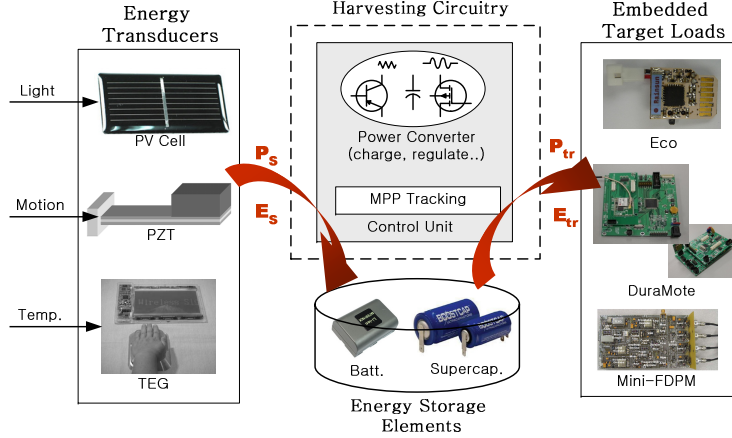 Energy
Transducers
Light
PV Cell
Motion
PZT
Temp.
TEG
Harvesting Circuitry
Power Converter
(charge, regulate..)
MPP Tracking
Control Unit
Ps
Es
Ptr
Etr
BOOSTCAP
BOOSTCAP
Batt.
Supercap.
Energy Storage
Elements
Embedded
Target Loads
Eco
DuraMote
Mini-FDPM